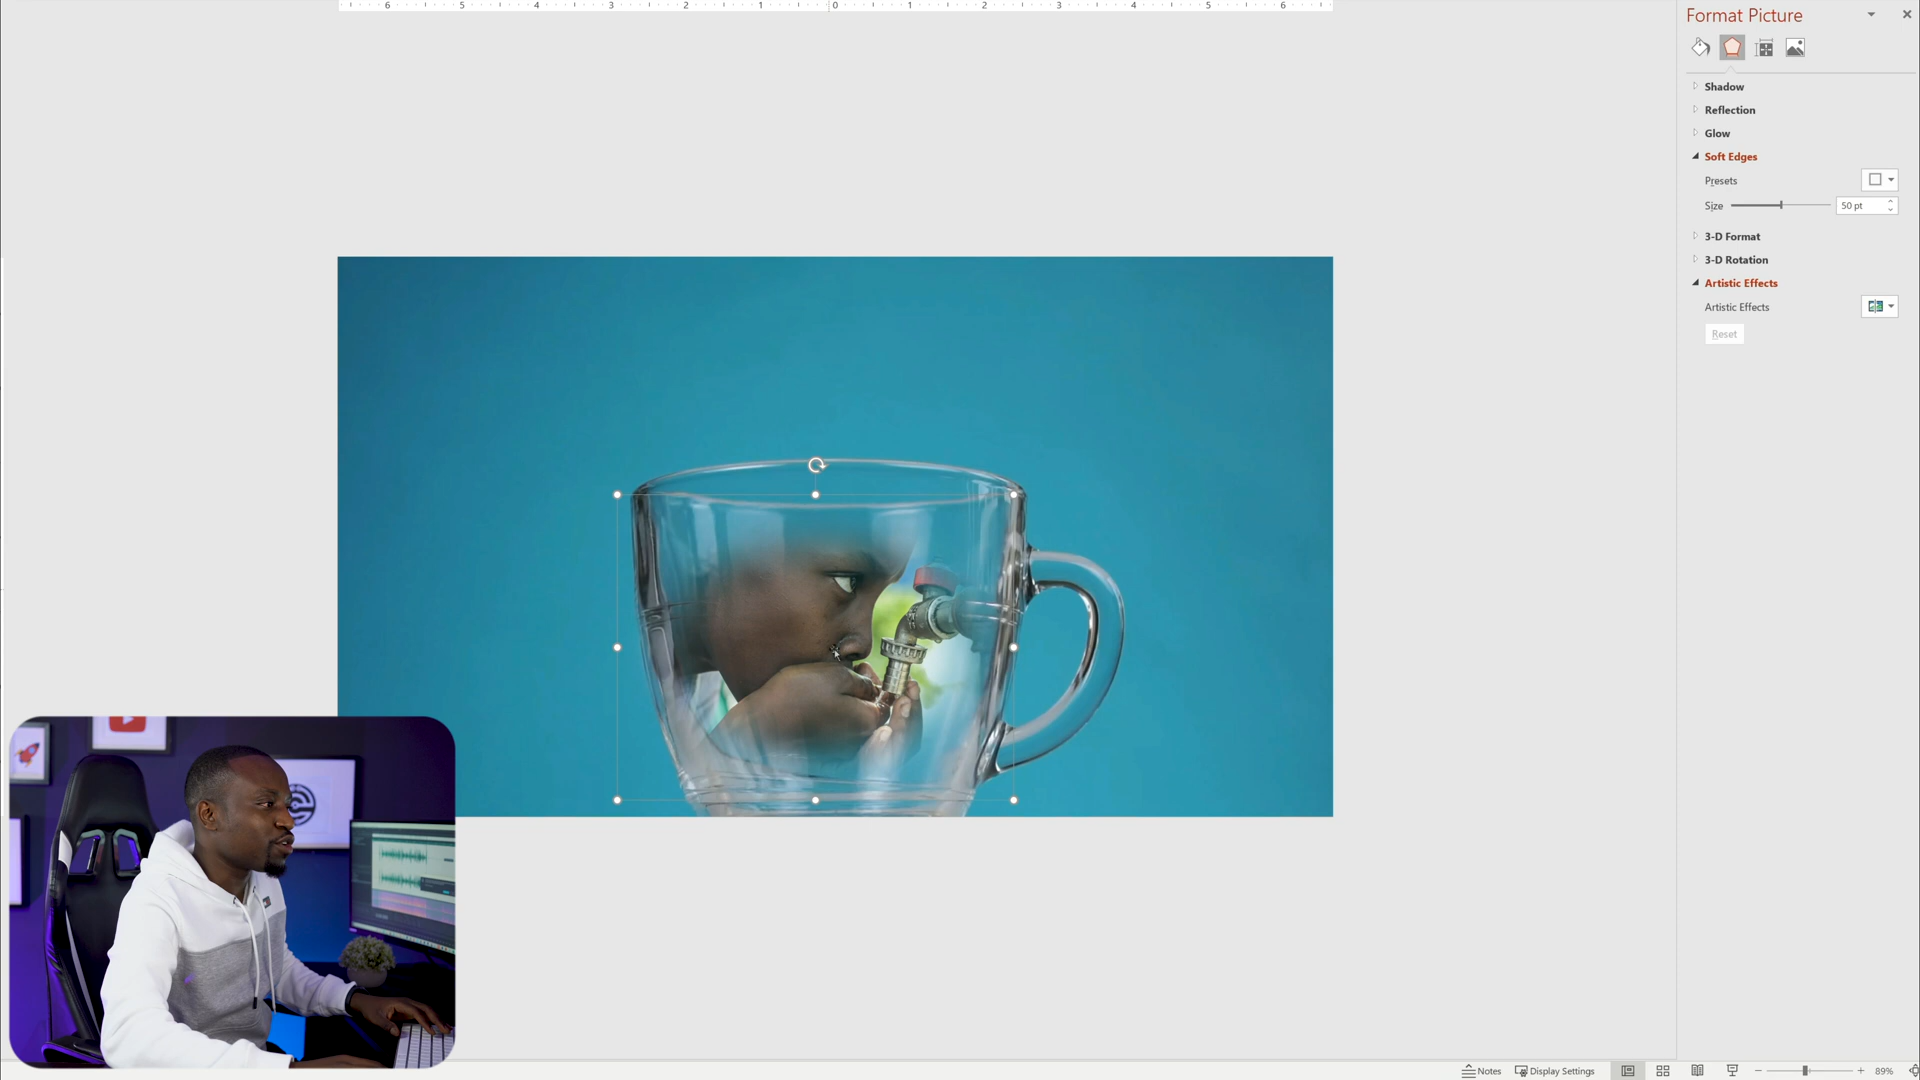 6 5 4 3 2 1 0 1 2 3 4 5 6
Format Picture
Shadow
Reflection
Glow
Soft Edges
Presets
Size 50 pt
3-D Format
3-D Rotation
Artistic Effects
Artistic Effects
Reset
Notes Display Settings 89%